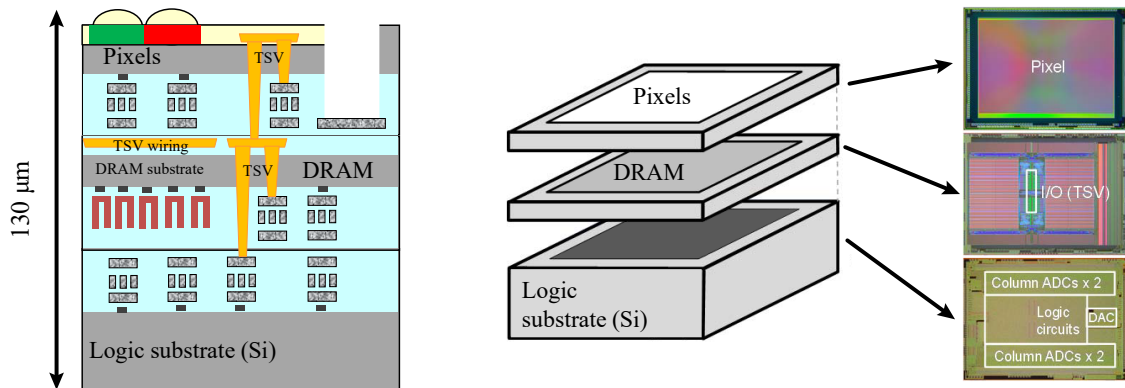 130 µm
Pixels
TSV
TSV wiring
DRAM substrate
TSV
DRAM
Logic substrate (Si)
Pixels
DRAM
Logic
substrate (Si)
Pixel
I/O (TSV)
Column ADCs x 2
Logic
circuits
DAC
Column ADCs x 2